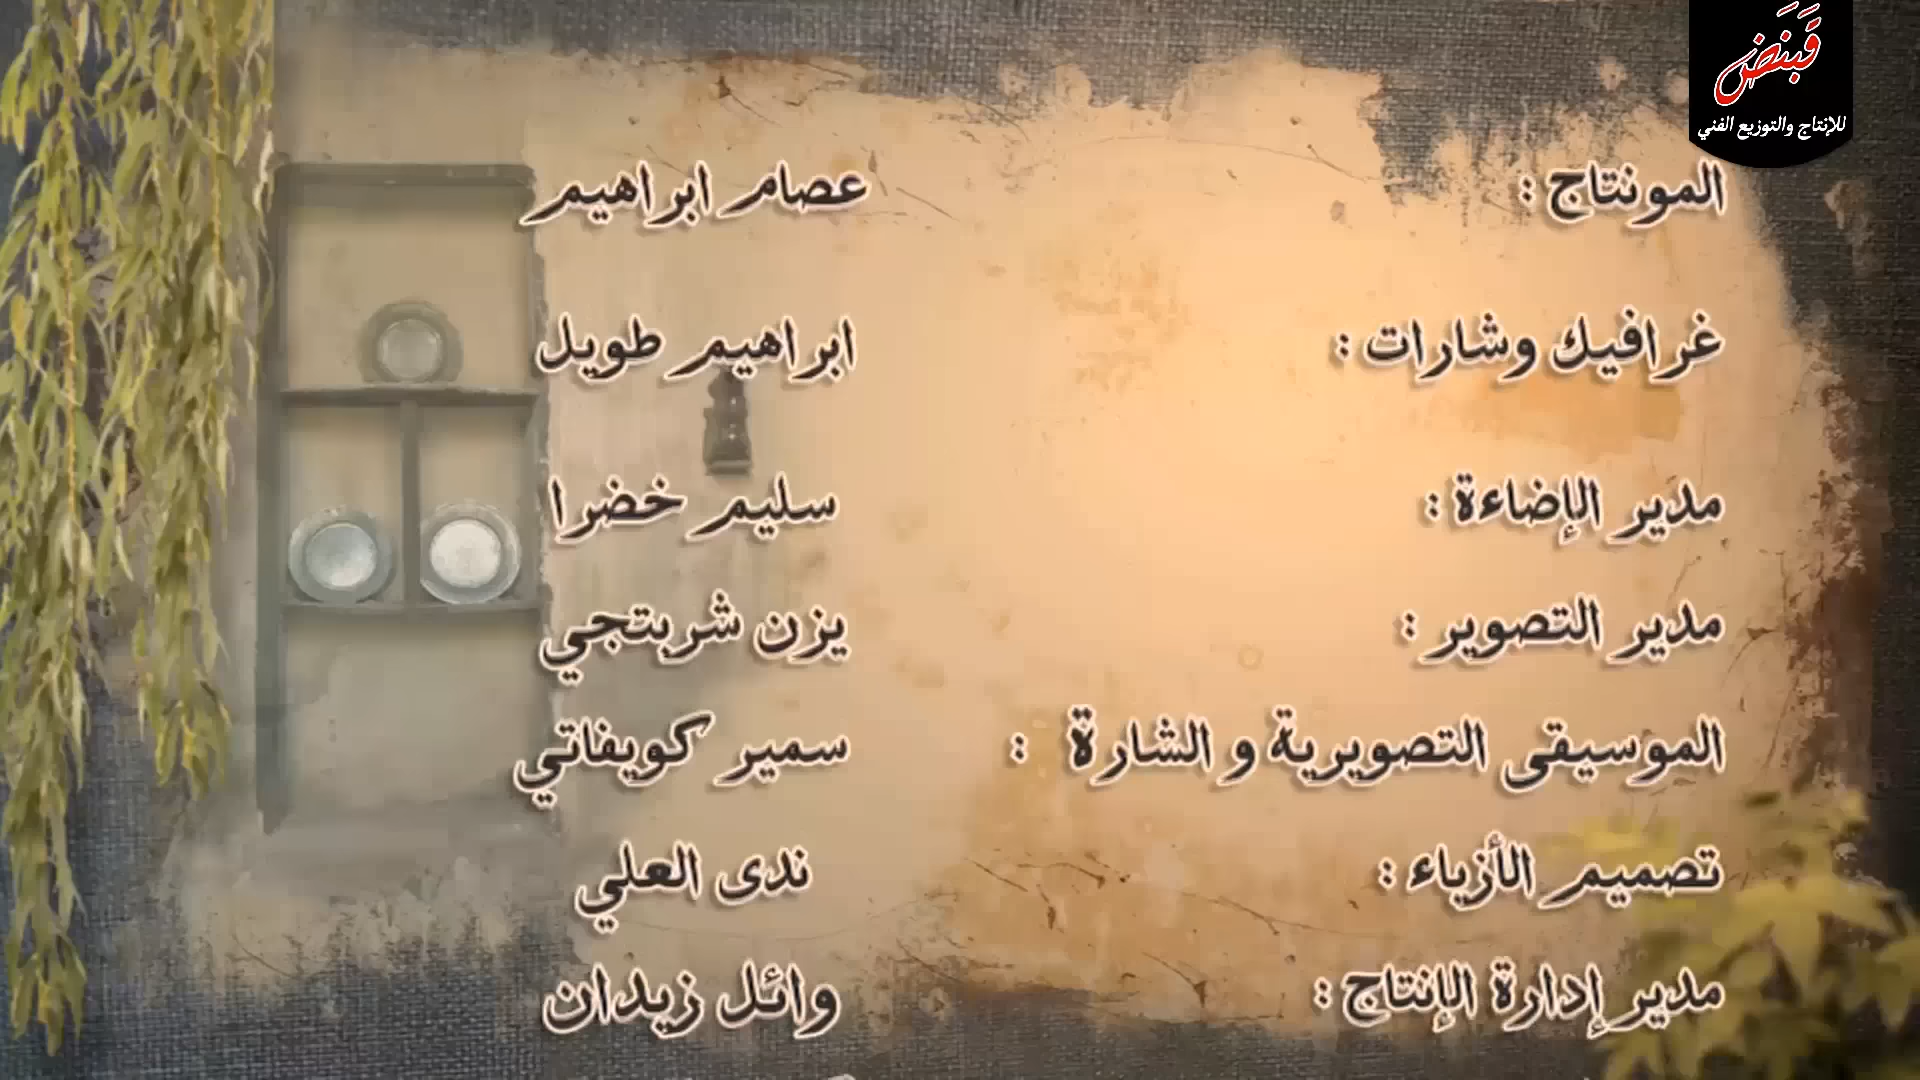 قَبنَض
للإنتاج والتوزيع الفني
المونتاج : عصام ابراهيم
غرافيك وشارات : ابراهيم طويل
مدير الإضاءة : سليم خضرا
مدير التصوير : يزن شربتجي
الموسيقى التصويرية و الشارة : سمير كويفاتي
تصميم الأزياء : ندى العلي
مدير إدارة الإنتاج : وائل زيدان